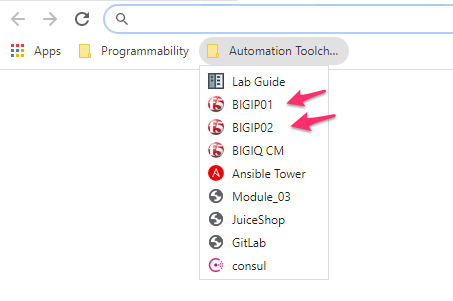 Apps Programmability Automation Toolch...
Lab Guide
BIGIP01
BIGIP02
BIGIQ CM
Ansible Tower
Module_03
JuiceShop
GitLab
consul